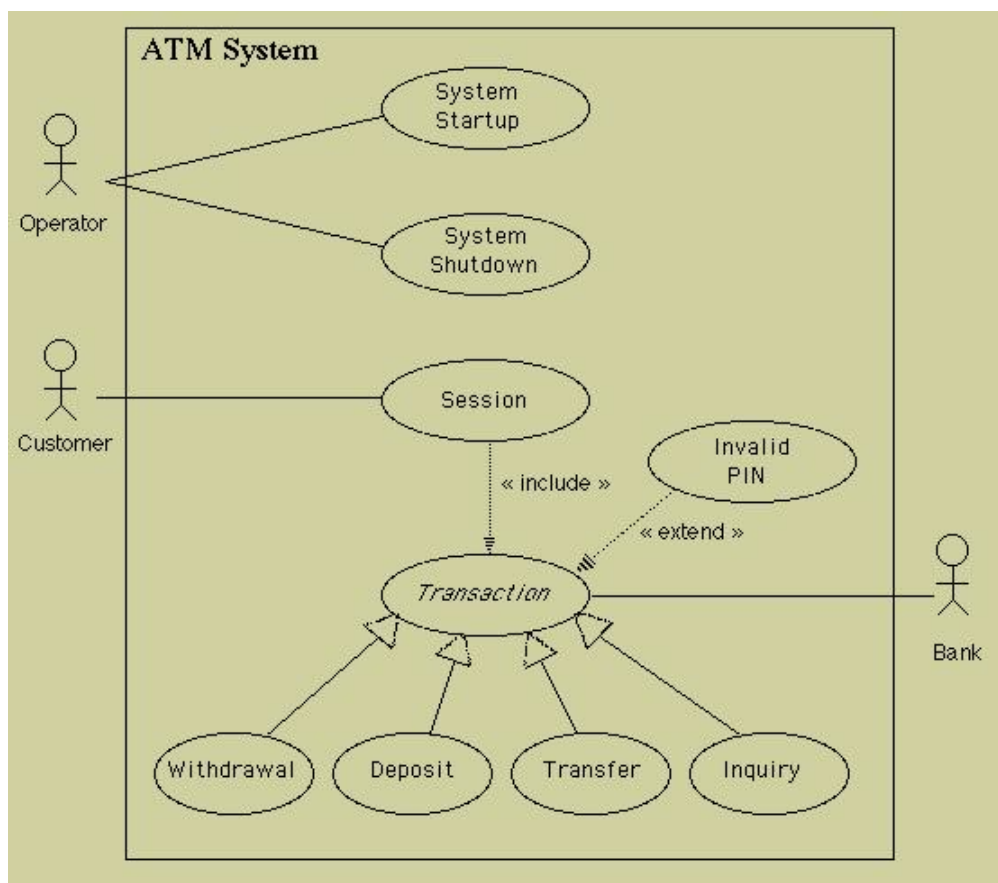 ATM System
System
Startup
Operator
System
Shutdown
Session
Customer
Invalid
PIN
« include »
« extend »
Transaction
Bank
Withdrawal
Deposit
Transfer
Inquiry